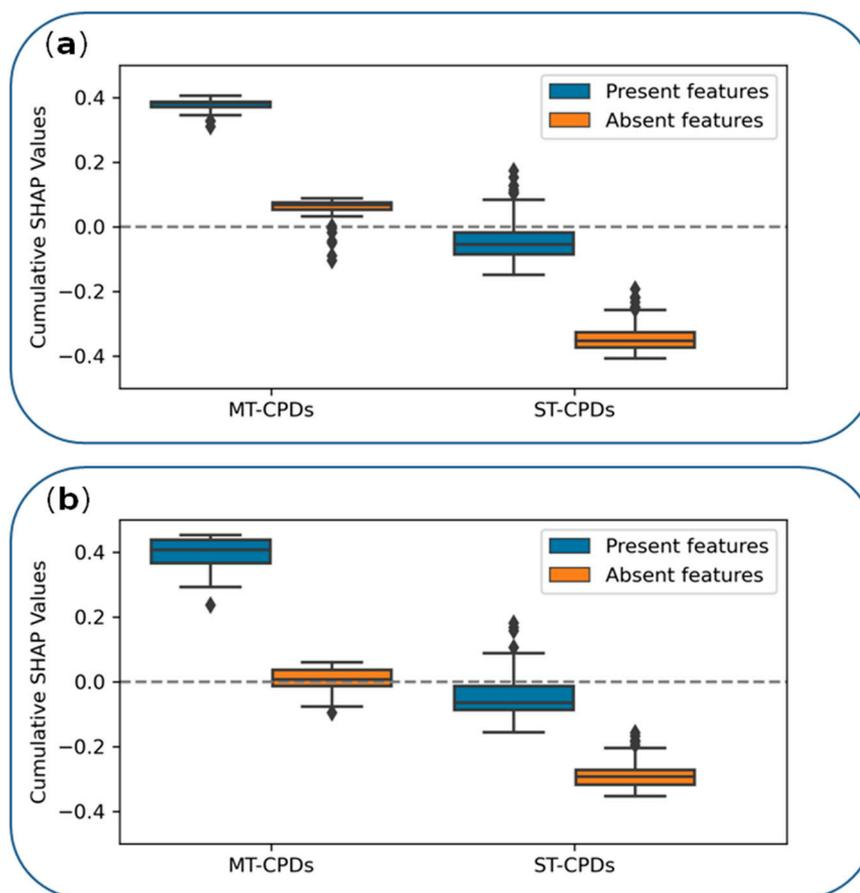 (a)
Cumulative SHAP Values
0.4
0.2
0.0
−0.2
−0.4
Present features
Absent features
MT-CPDs
ST-CPDs
(b)
Cumulative SHAP Values
0.4
0.2
0.0
−0.2
−0.4
Present features
Absent features
MT-CPDs
ST-CPDs